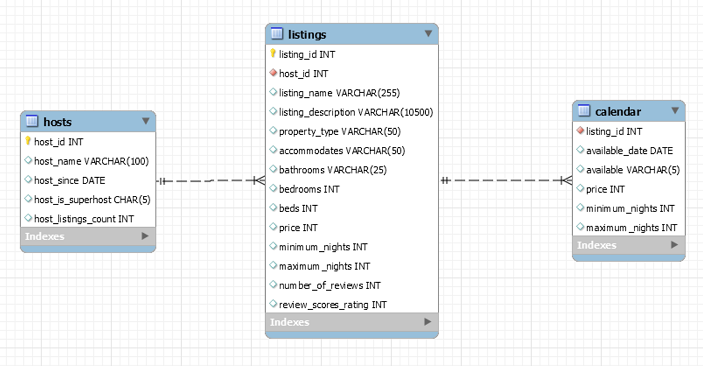 hosts
host_id INT
host_name VARCHAR(100)
host_since DATE
host_is_superhost CHAR(5)
host_listings_count INT
Indexes
listings
listing_id INT
host_id INT
listing_name VARCHAR(255)
listing_description VARCHAR(10500)
property_type VARCHAR(50)
accommodates VARCHAR(50)
bathrooms VARCHAR(25)
bedrooms INT
beds INT
price INT
minimum_nights INT
maximum_nights INT
number_of_reviews INT
review_scores_rating INT
Indexes
calendar
listing_id INT
available_date DATE
available VARCHAR(5)
price INT
minimum_nights INT
maximum_nights INT
Indexes